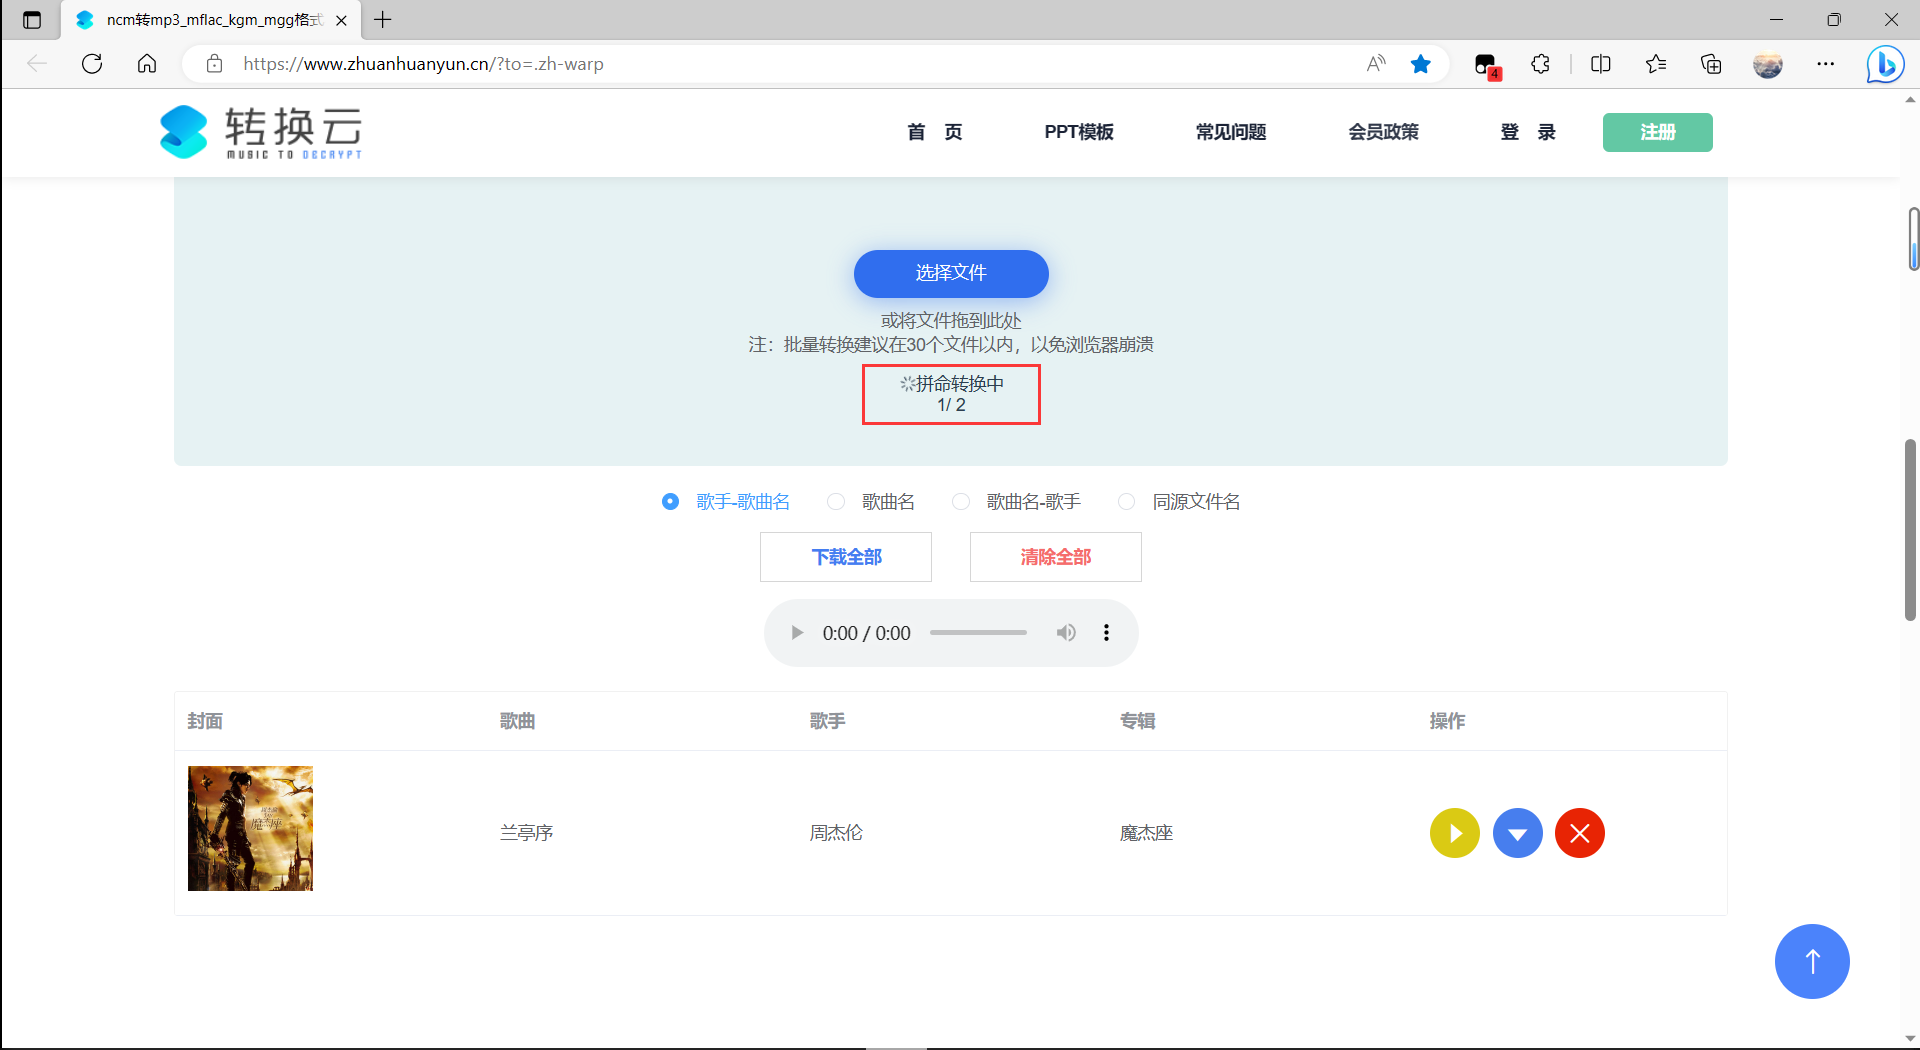 ncm转mp3_mflac_kgm_mgg格式
https://www.zhuanhuanyun.cn/?to=.zh-warp
4
转换云
MUSIC TO DECRYPT
首 页
PPT模板
常见问题
会员政策
登 录
注册
选择文件
或将文件拖到此处
注：批量转换建议在30个文件以内，以免浏览器崩溃
拼命转换中
1/ 2
歌手-歌曲名
歌曲名
歌曲名-歌手
同源文件名
下载全部
清除全部
0:00 / 0:00
封面
歌曲
歌手
专辑
操作
魔杰座
兰亭序
周杰伦
魔杰座